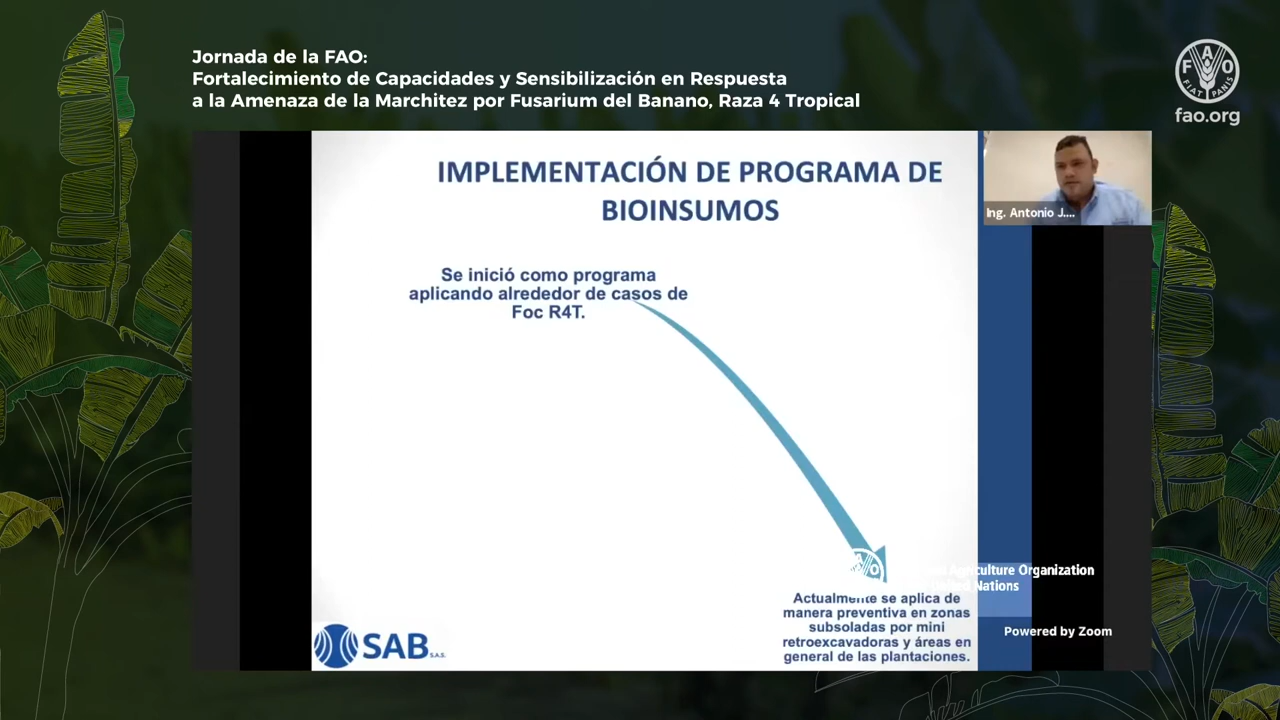 Jornada de la FAO:
Fortalecimiento de Capacidades y Sensibilización en Respuesta
a la Amenaza de la Marchitez por Fusarium del Banano, Raza 4 Tropical
FAO
FIAT PANIS
fao.org
IMPLEMENTACIÓN DE PROGRAMA DE
BIOINSUMOS
Ing. Antonio J....
Se inició como programa
aplicando alrededor de casos de
Foc R4T.
Agriculture Organization
Nations
Actualmente se aplica de
manera preventiva en zonas
subsoladas por mini
retroexcavadoras y áreas en
general de las plantaciones.
Powered by Zoom
SAB S.A.S.